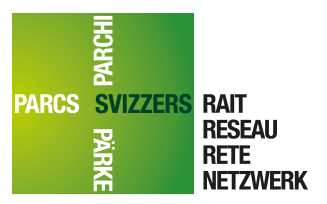 PARCHI
PARCS SVIZZERS RAIT
PÄRKE RESEAU
RETE
NETZWERK